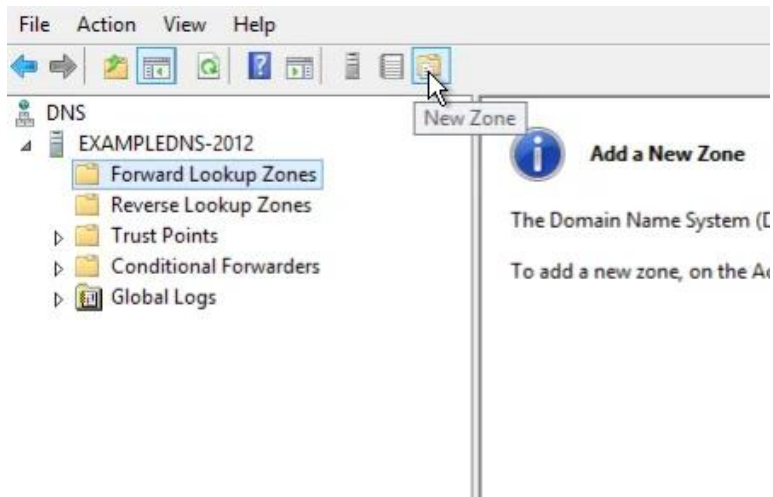 File Action View Help
DNS
EXAMPLEDNS-2012
Forward Lookup Zones
Reverse Lookup Zones
Trust Points
Conditional Forwarders
Global Logs
New Zone
Add a New Zone
The Domain Name System (D
To add a new zone, on the